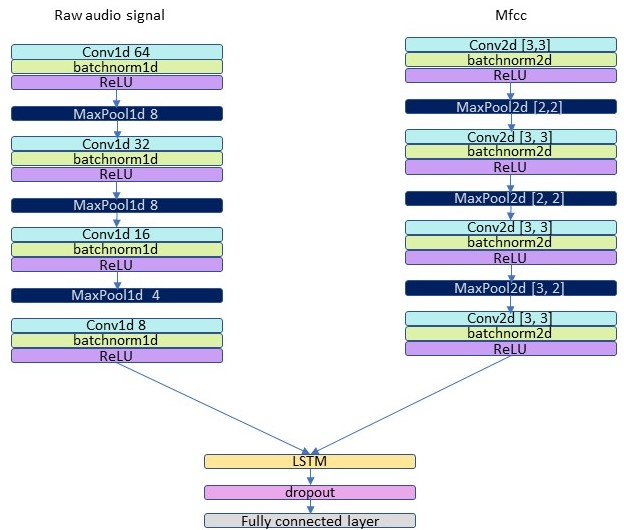 Raw audio signal
Conv1d 64
batchnorm1d
ReLU
MaxPool1d 8
Conv1d 32
batchnorm1d
ReLU
MaxPool1d 8
Conv1d 16
batchnorm1d
ReLU
MaxPool1d  4
Conv1d 8
batchnorm1d
ReLU
Mfcc
Conv2d [3,3]
batchnorm2d
ReLU
MaxPool2d [2,2]
Conv2d [3, 3]
batchnorm2d
ReLU
MaxPool2d [2, 2]
Conv2d [3, 3]
batchnorm2d
ReLU
MaxPool2d [3, 2]
Conv2d [3, 3]
batchnorm2d
ReLU
LSTM
dropout
Fully connected layer